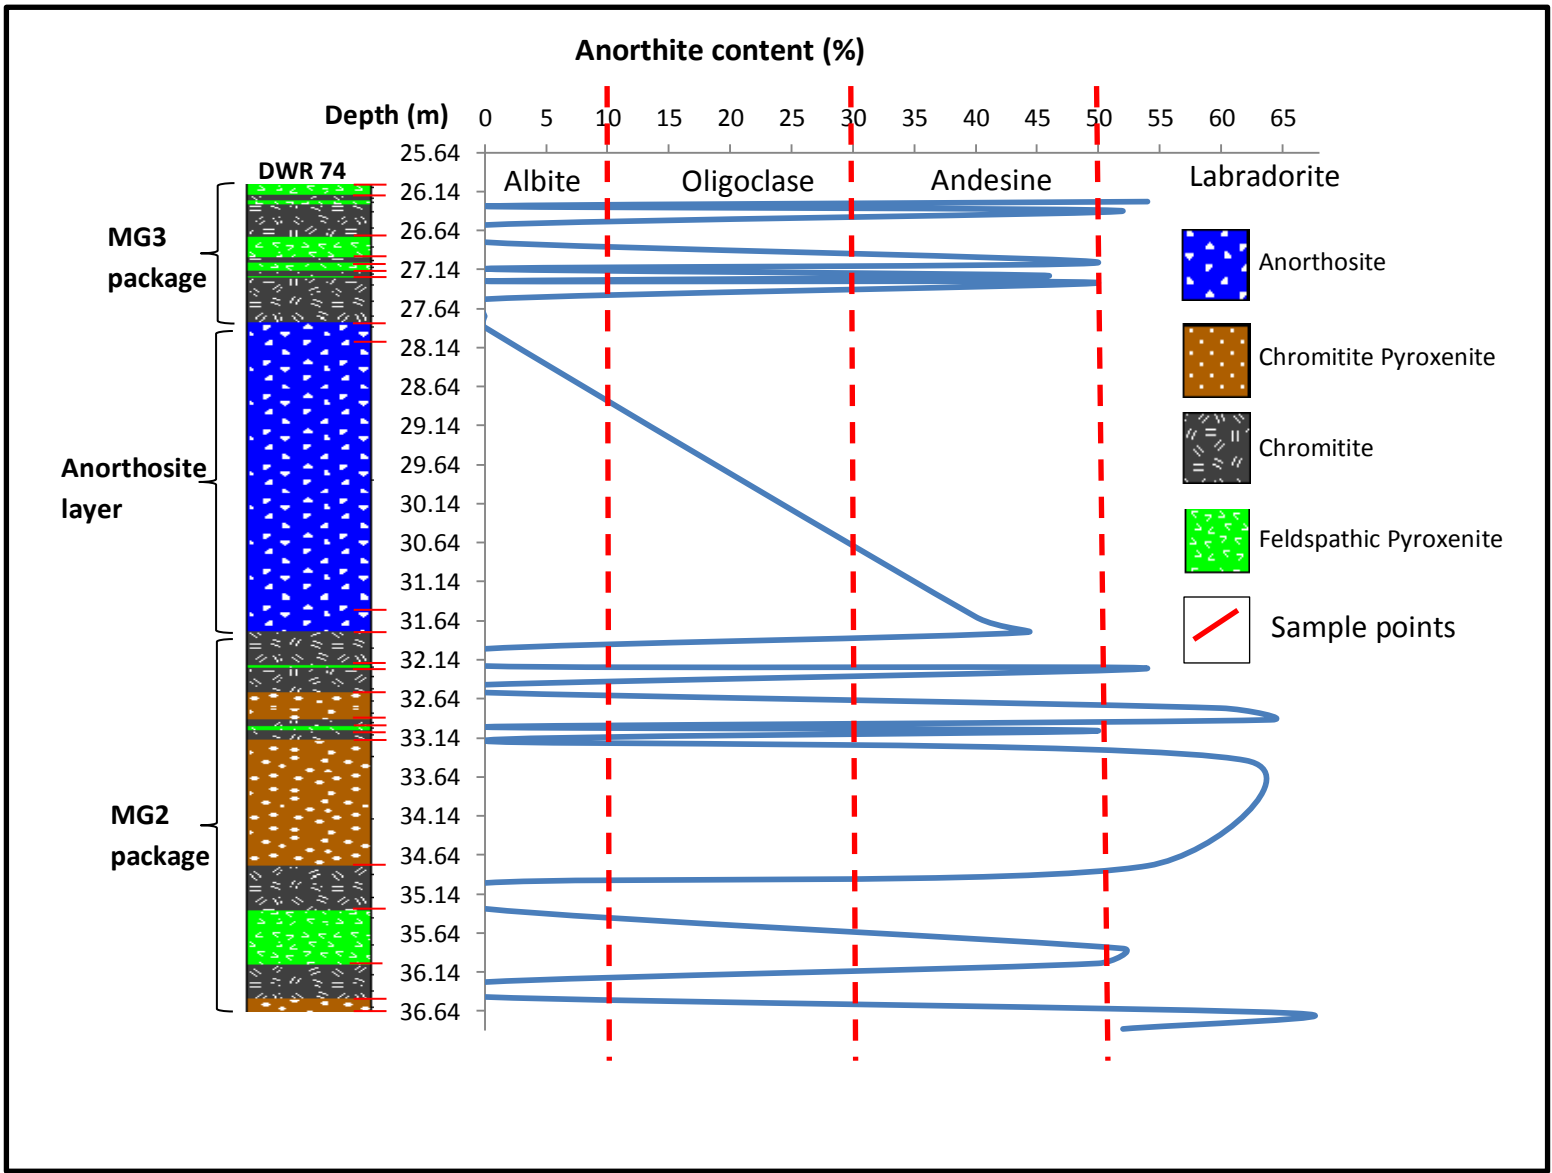 Anorthite content (%)
Depth (m) 0 5 10 15 20 25 30 35 40 45 50 55 60 65
25.64
DWR 74
Albite Oligoclase Andesine Labradorite
26.14
26.64
27.14
27.64
28.14
28.64
29.14
29.64
30.14
30.64
31.14
31.64
32.14
32.64
33.14
33.64
34.14
34.64
35.14
35.64
36.14
36.64
MG3
package
Anorthosite
layer
MG2
package
Anorthosite
Chromitite Pyroxenite
Chromitite
Feldspathic Pyroxenite
Sample points